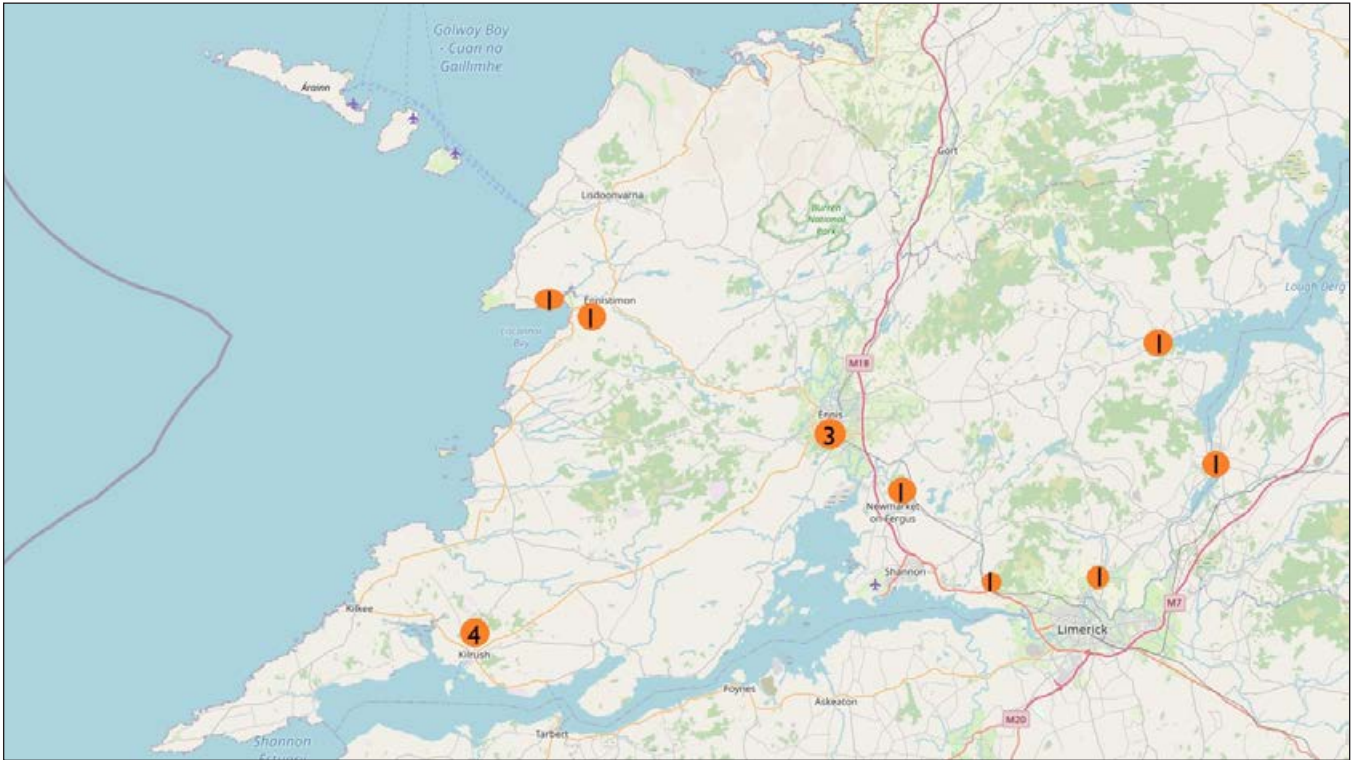 Galway Bay
- Cuan na
Gaillimhe
Árainn
Gort
Lisdoonvarna
Burren
National
Park
Lough Derg
I
Ennistimon
I
Liscannor
Bay
I
M18
Ennis
3
I
I
Newmarket
on Fergus
Shannon
I
I
M7
Kilkee
Limerick
4
Kilrush
Foynes
Askeaton
M20
Tarbert
Shannon
Estuary